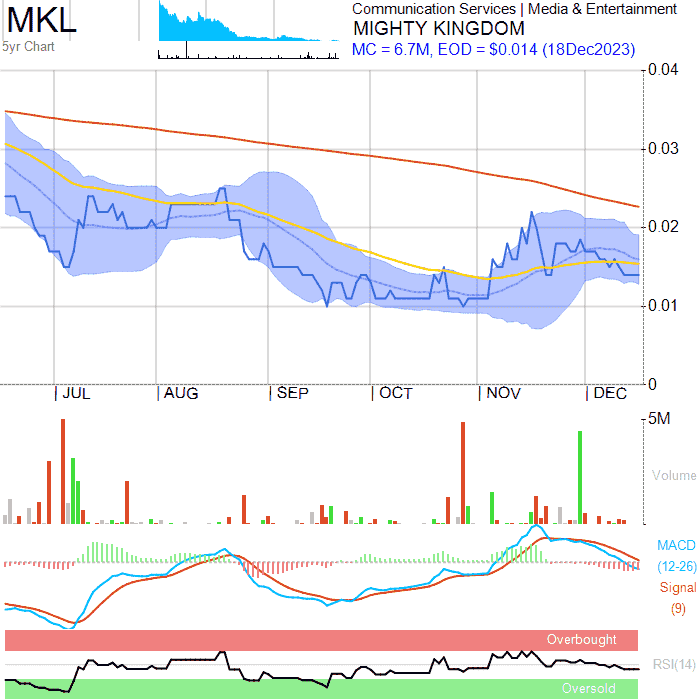 MKL
5yr Chart
Communication Services | Media & Entertainment
MIGHTY KINGDOM
MC = 6.7M, EOD = $0.014 (18Dec2023)
0.04
0.03
0.02
0.01
0
JUL AUG SEP OCT NOV DEC
5M
Volume
MACD
(12-26)
Signal
(9)
Overbought
RSI(14)
Oversold